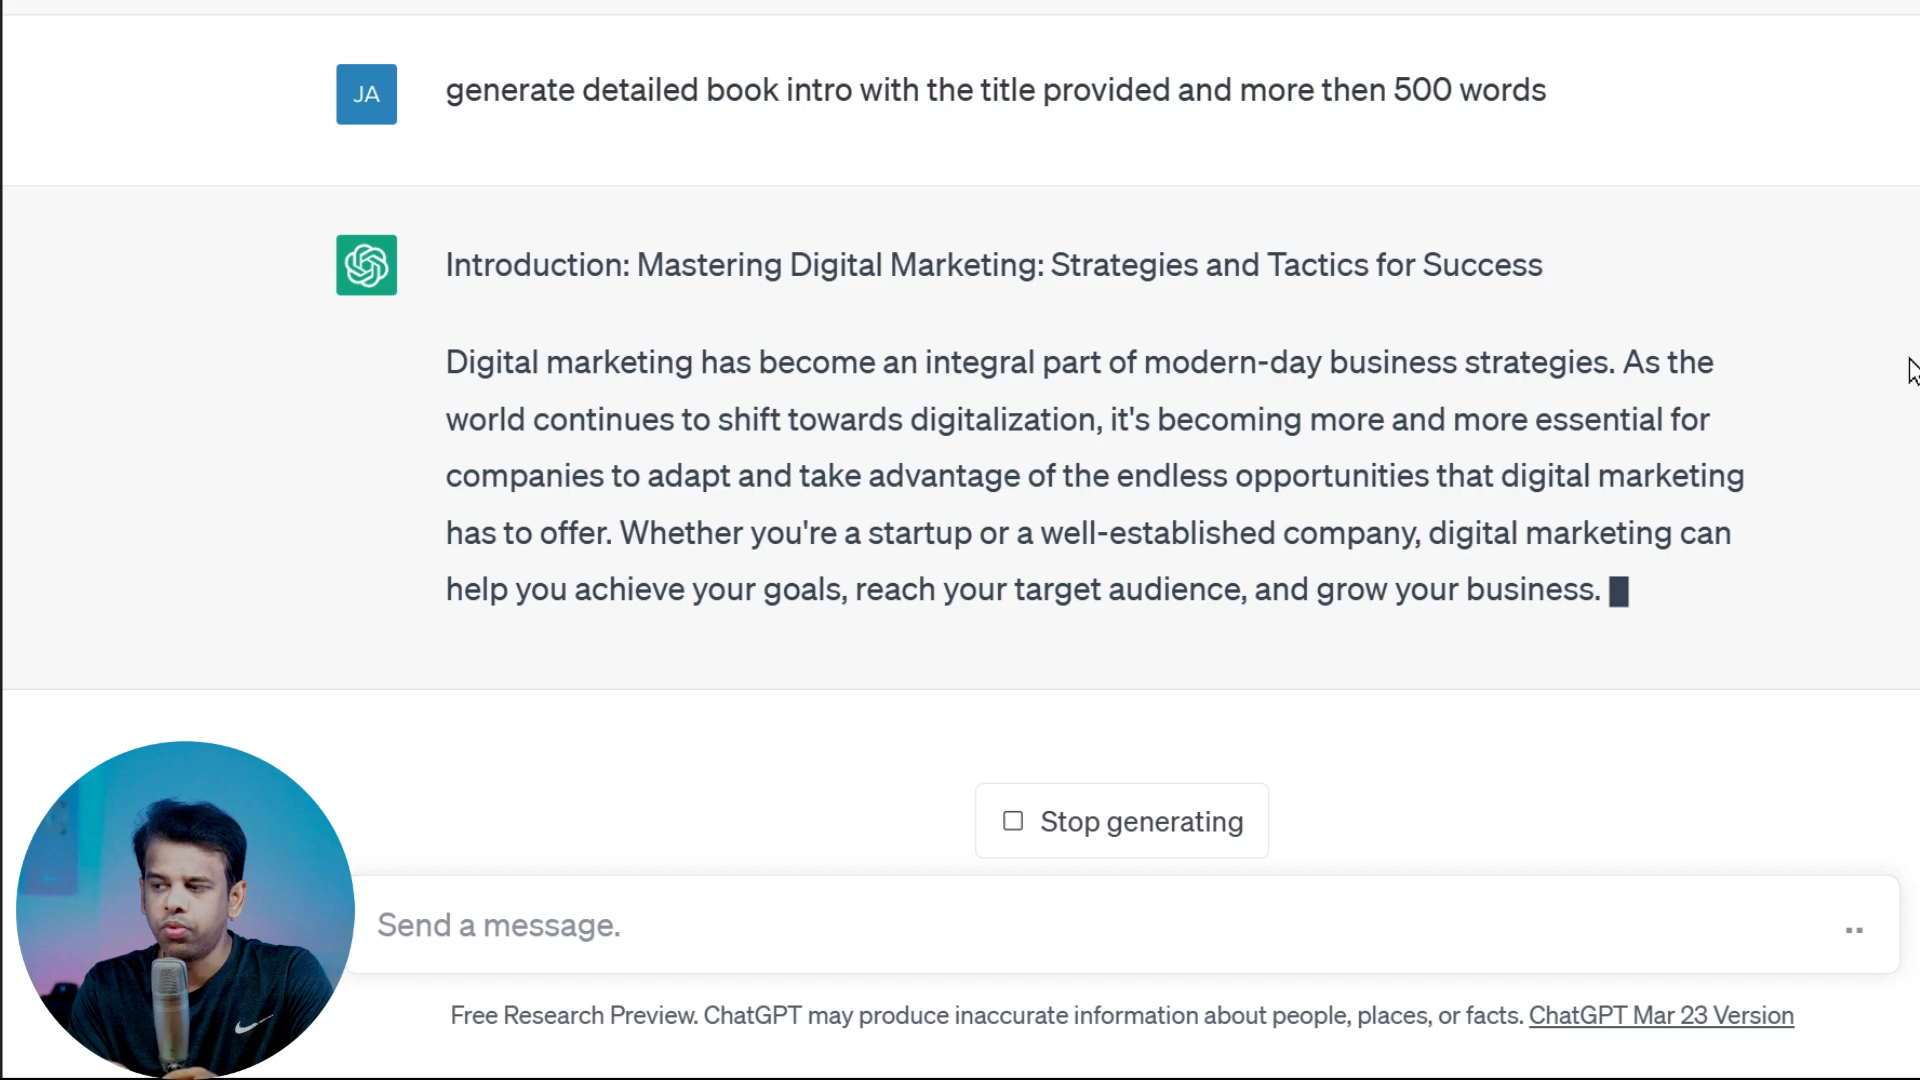 JA
generate detailed book intro with the title provided and more then 500 words
Introduction: Mastering Digital Marketing: Strategies and Tactics for Success
Digital marketing has become an integral part of modern-day business strategies. As the
world continues to shift towards digitalization, it's becoming more and more essential for
companies to adapt and take advantage of the endless opportunities that digital marketing
has to offer. Whether you're a startup or a well-established company, digital marketing can
help you achieve your goals, reach your target audience, and grow your business.
Stop generating
Send a message.
Free Research Preview. ChatGPT may produce inaccurate information about people, places, or facts. ChatGPT Mar 23 Version